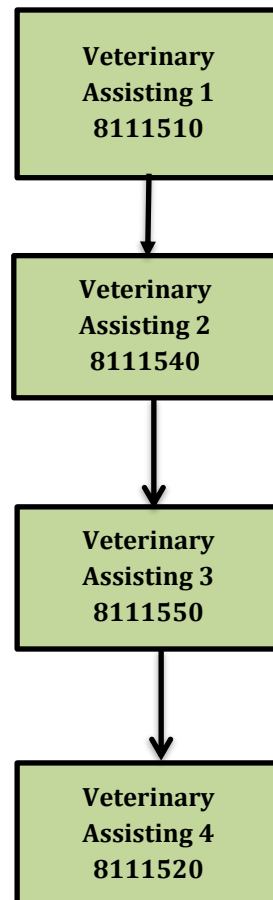 Veterinary
Assisting 1
8111510
Veterinary
Assisting 2
8111540
Veterinary
Assisting 3
8111550
Veterinary
Assisting 4
8111520